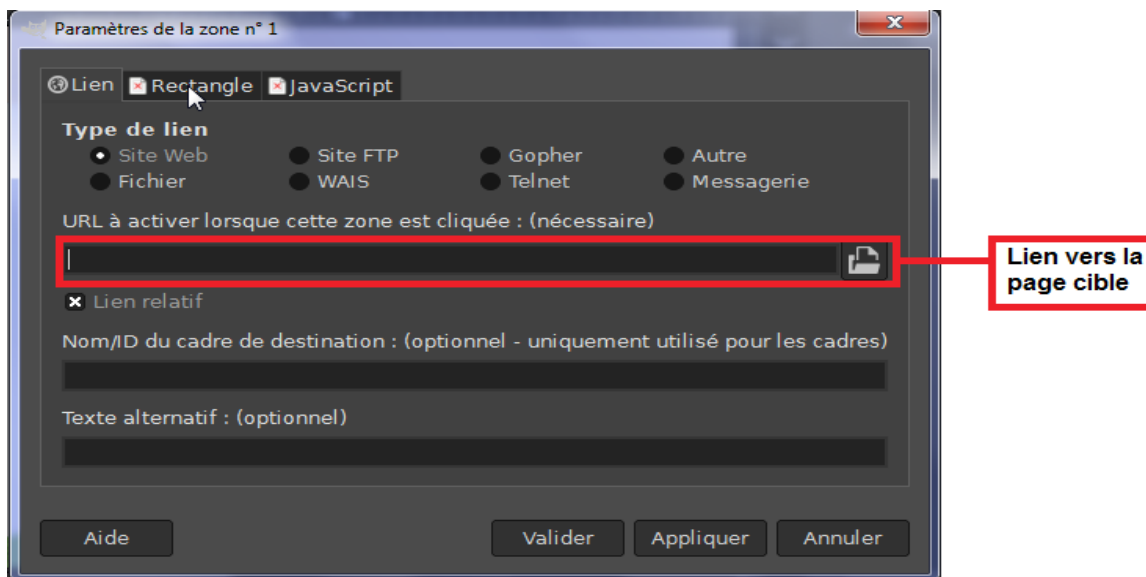 Paramètres de la zone n° 1
Lien Rectangle JavaScript
Type de lien
Site Web Site FTP Gopher Autre
Fichier WAIS Telnet Messagerie
URL à activer lorsque cette zone est cliquée : (nécessaire)
Lien vers la
page cible
Lien relatif
Nom/ID du cadre de destination : (optionnel - uniquement utilisé pour les cadres)
Texte alternatif : (optionnel)
Aide Valider Appliquer Annuler